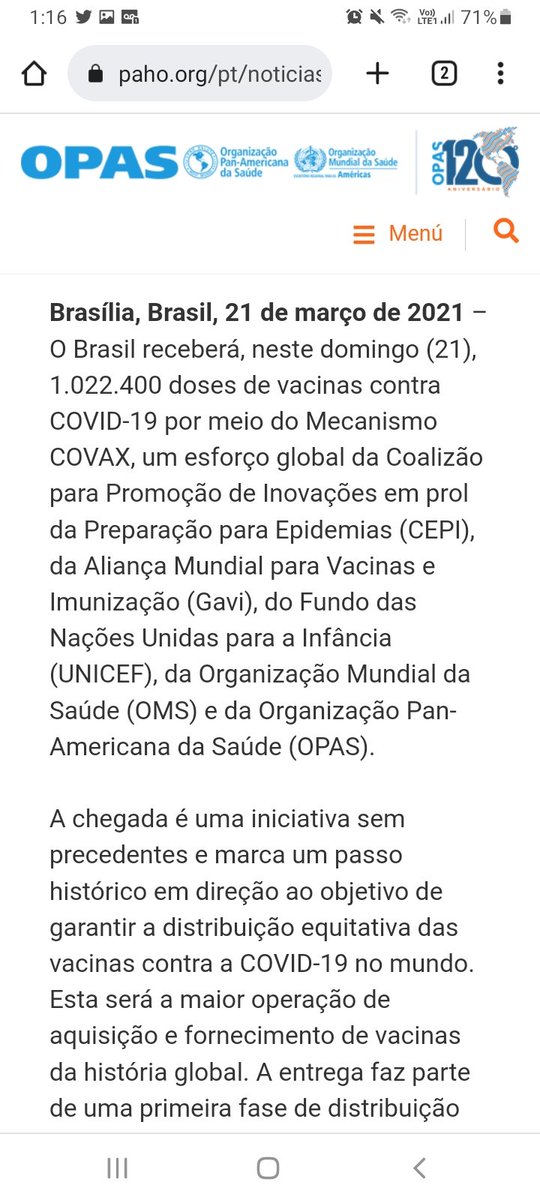 1:16
Vo))
LTE1
71%
paho.org/pt/noticias
2
OPAS
Organização
Pan-Americana
da Saúde
Organização
Mundial da Saúde
Américas
OPAS
120
ANIVERSÁRIO
Menú
Brasília, Brasil, 21 de março de 2021 –
O Brasil receberá, neste domingo (21),
1.022.400 doses de vacinas contra
COVID-19 por meio do Mecanismo
COVAX, um esforço global da Coalizão
para Promoção de Inovações em prol
da Preparação para Epidemias (CEPI),
da Aliança Mundial para Vacinas e
Imunização (Gavi), do Fundo das
Nações Unidas para a Infância
(UNICEF), da Organização Mundial da
Saúde (OMS) e da Organização Pan-
Americana da Saúde (OPAS).
A chegada é uma iniciativa sem
precedentes e marca um passo
histórico em direção ao objetivo de
garantir a distribuição equitativa das
vacinas contra a COVID-19 no mundo.
Esta será a maior operação de
aquisição e fornecimento de vacinas
da história global. A entrega faz parte
de uma primeira fase de distribuição